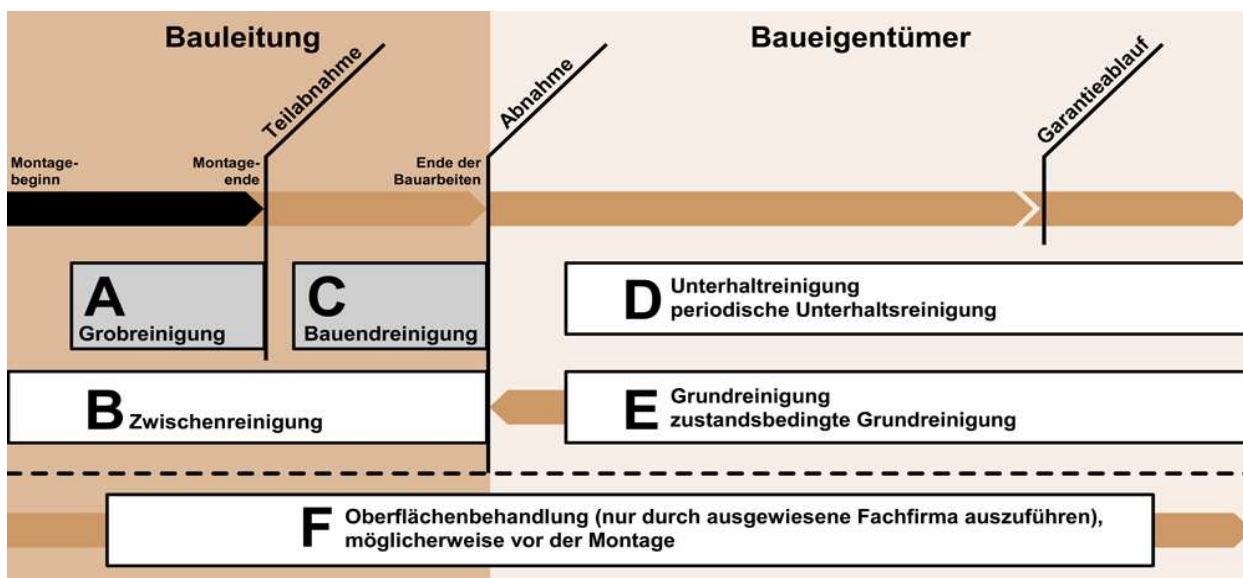 Bauleitung
Baueigentümer
Teilabnahme
Abnahme
Garantieablauf
Montage-
beginn
Montage-
ende
Ende der
Bauarbeiten
A
Grobreinigung
C
Bauendreinigung
D
Unterhaltreinigung
periodische Unterhaltsreinigung
B Zwischenreinigung
E
Grundreinigung
zustandsbedingte Grundreinigung
F
Oberflächenbehandlung (nur durch ausgewiesene Fachfirma auszuführen),
möglicherweise vor der Montage